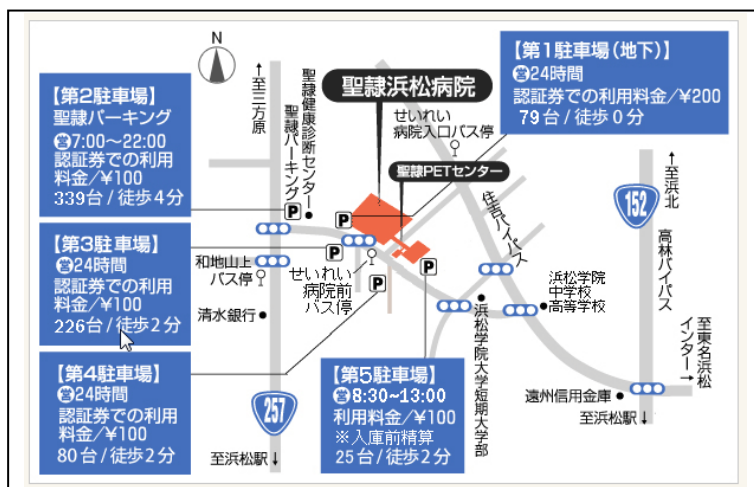 N
【第1駐車場(地下)】
営24時間
認証券での利用料金/¥200
79台/徒歩0分
【第2駐車場】
聖隷パーキング
営7:00〜22:00
認証券での利用
料金/¥100
339台/徒歩4分
↑至三方原
聖隷パーキング
聖隷健康診断センター
聖隷浜松病院
せいれい
病院入口バス停
聖隷PETセンター
住吉バイパス
152
↑至浜北
高林バイパス
【第3駐車場】
営24時間
認証券での利用
料金/¥100
226台/徒歩2分
P
P
P
P
P
和地山上
バス停
せいれい
病院前
バス停
清水銀行
浜松学院
中学校
高等学校
浜松学院大学短期大学部
至東名浜松
インター→
【第4駐車場】
営24時間
認証券での利用
料金/¥100
80台/徒歩2分
257
至浜松駅↓
【第5駐車場】
営8:30~13:00
利用料金/¥100
※入庫前精算
25台/徒歩2分
遠州信用金庫
至浜松駅↓